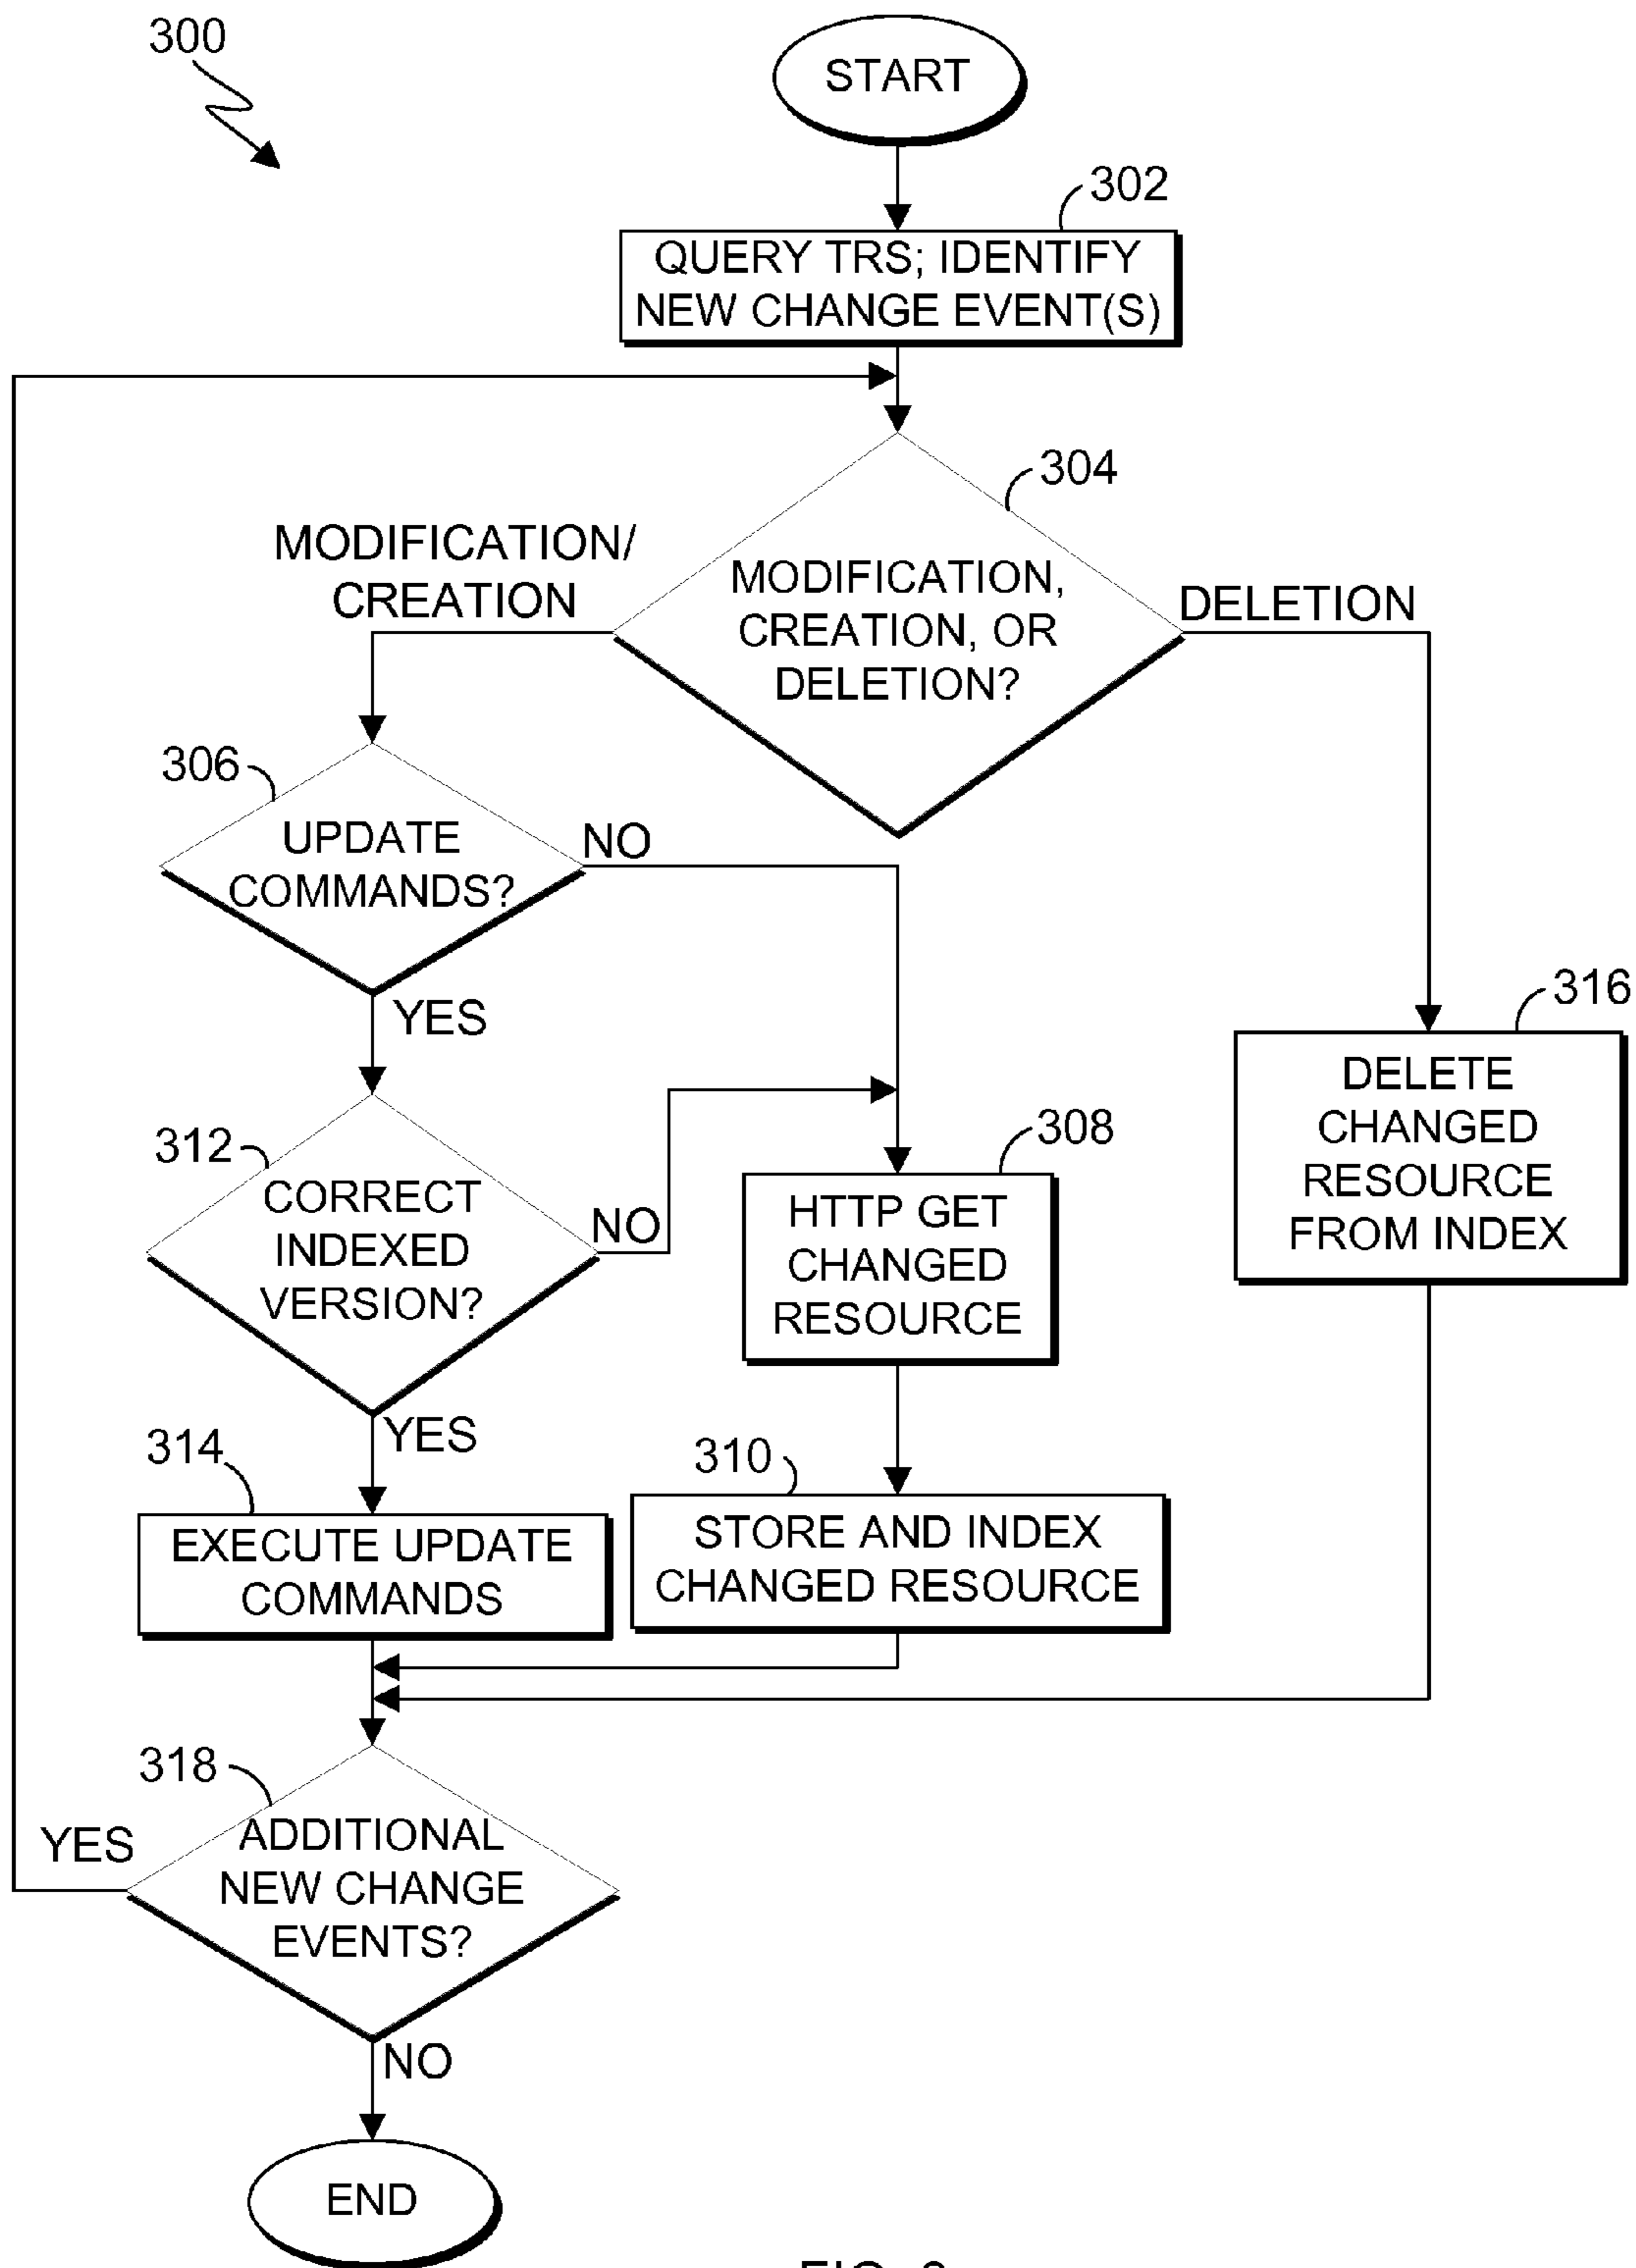 300
START
302
QUERY TRS; IDENTIFY
NEW CHANGE EVENT(S)
304
MODIFICATION/
CREATION
MODIFICATION,
CREATION, OR
DELETION?
DELETION
306
UPDATE
COMMANDS?
NO
YES
316
DELETE
CHANGED
RESOURCE
FROM INDEX
312
CORRECT
INDEXED
VERSION?
NO
308
HTTP GET
CHANGED
RESOURCE
YES
314
EXECUTE UPDATE
COMMANDS
310
STORE AND INDEX
CHANGED RESOURCE
318
YES
ADDITIONAL
NEW CHANGE
EVENTS?
NO
END